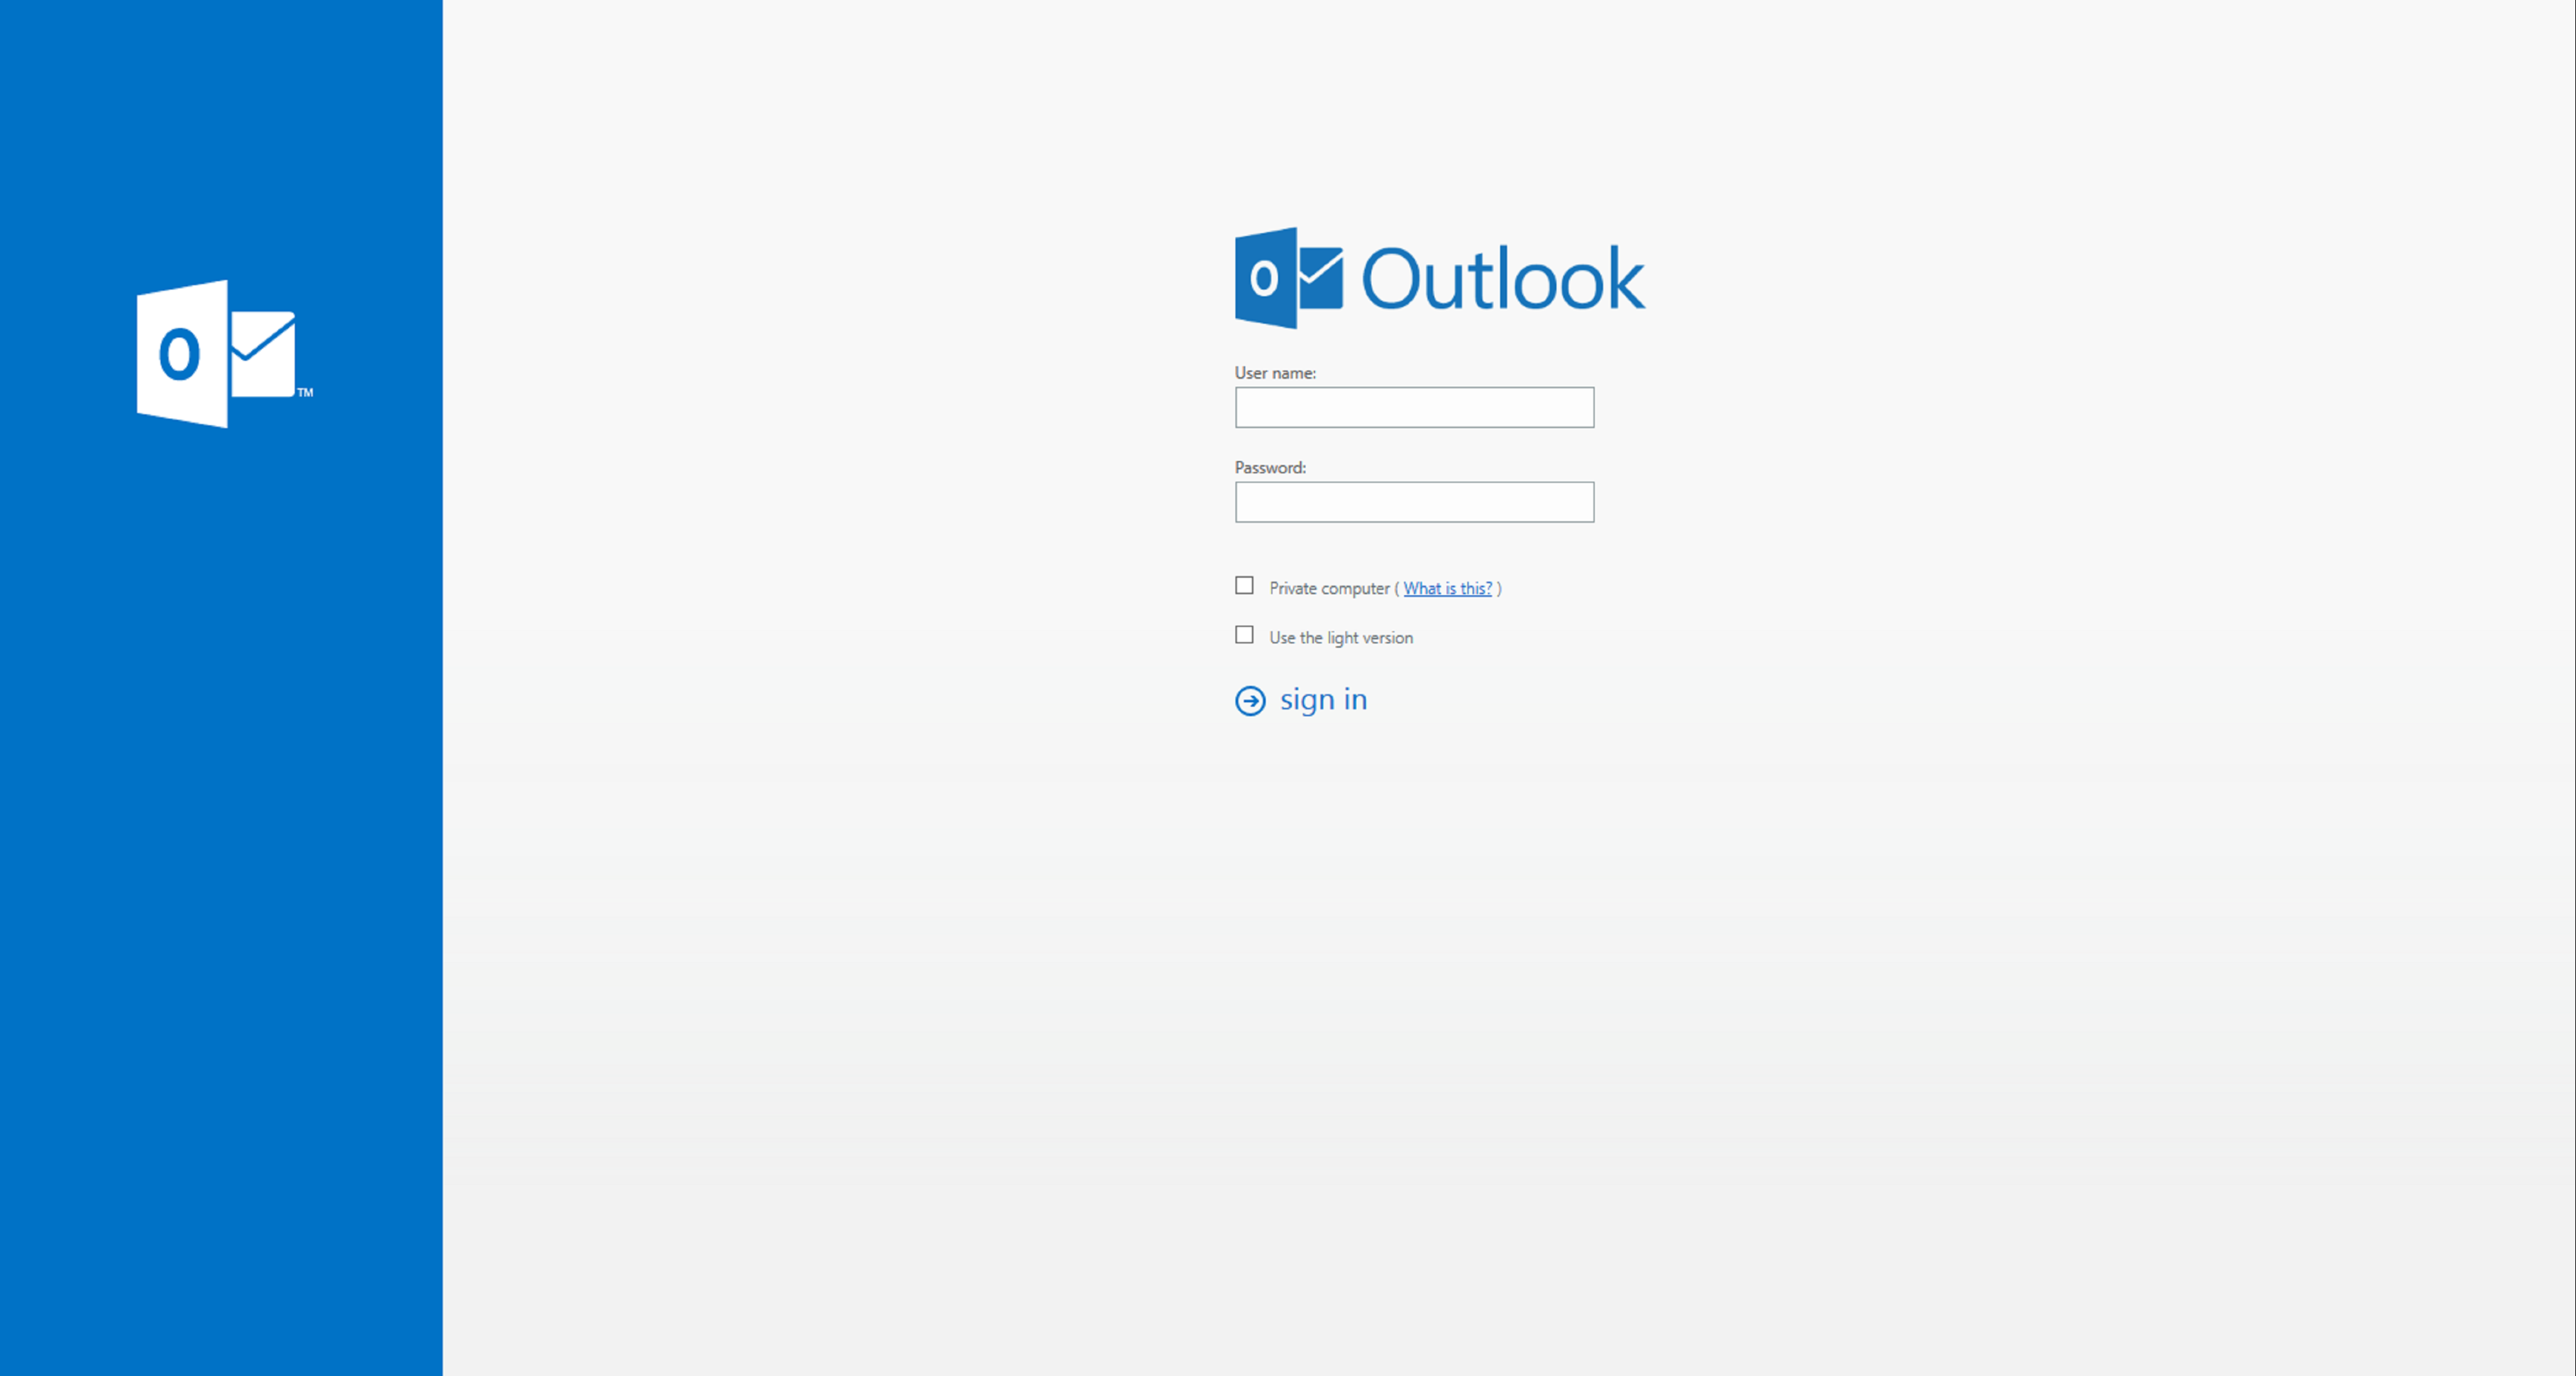 O
TM
O Outlook
User name:
Password:
Private computer ( What is this? )
Use the light version
sign in